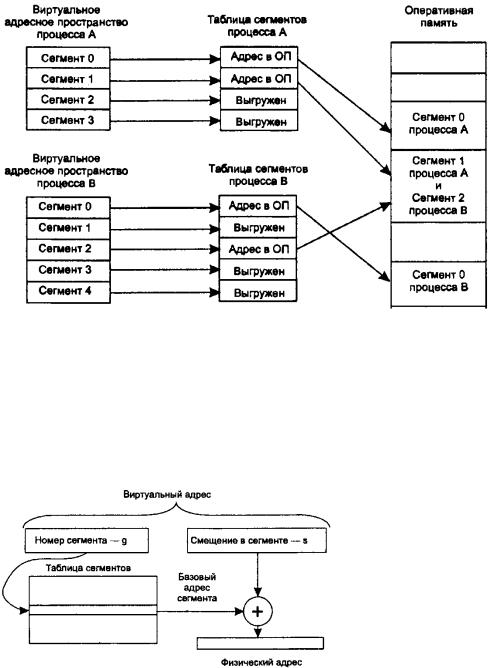 Виртуальное
адресное пространство
процесса А
Сегмент 0
Сегмент 1
Сегмент 2
Сегмент 3
Таблица сегментов
процесса А
Адрес в ОП
Адрес в ОП
Выгружен
Выгружен
Оперативная
память
Сегмент 0
процесса А
Сегмент 1
процесса А
и
Сегмент 2
процесса В
Сегмент 0
процесса В
Виртуальное
адресное пространство
процесса В
Сегмент 0
Сегмент 1
Сегмент 2
Сегмент 3
Сегмент 4
Таблица сегментов
процесса В
Адрес в ОП
Выгружен
Адрес в ОП
Выгружен
Выгружен
Виртуальный адрес
Номер сегмента — g
Смещение в сегменте — s
Таблица сегментов
Базовый
адрес
сегмента
+
Физический адрес